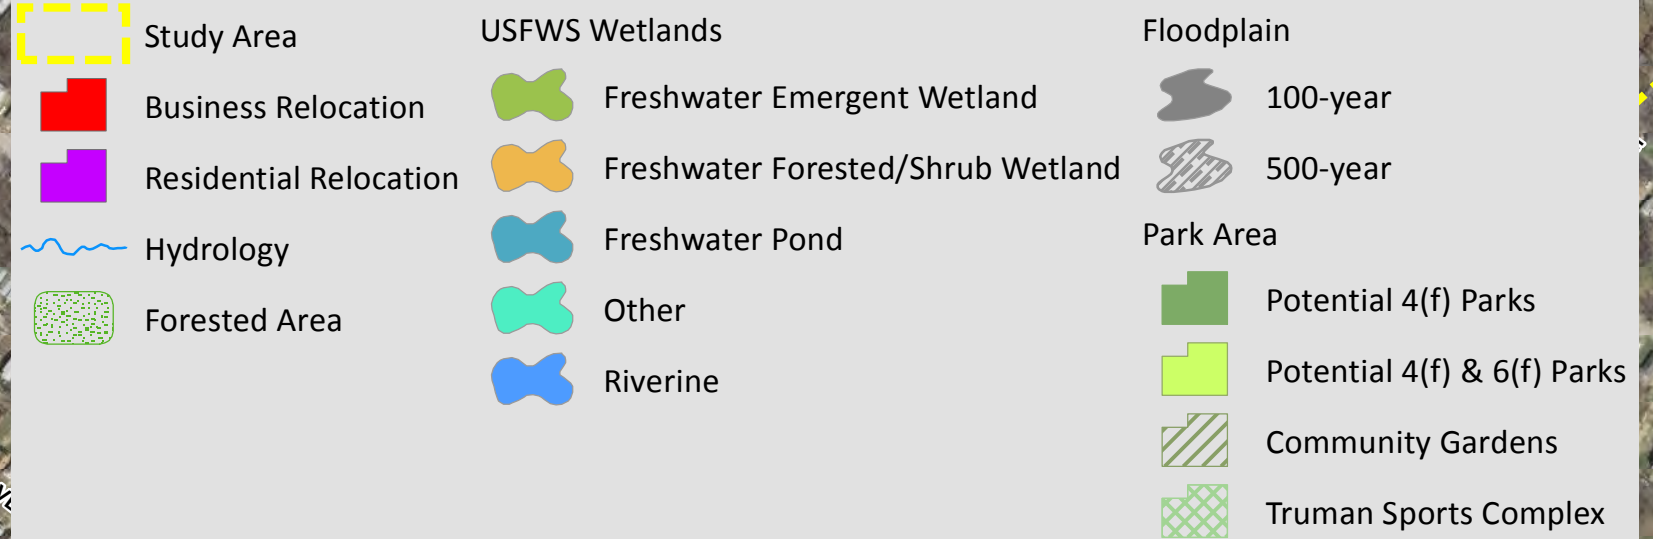 Study Area
Business Relocation
Residential Relocation
Hydrology
Forested Area
USFWS Wetlands
Freshwater Emergent Wetland
Freshwater Forested/Shrub Wetland
Freshwater Pond
Other
Riverine
Floodplain
100-year
500-year
Park Area
Potential 4(f) Parks
Potential 4(f) & 6(f) Parks
Community Gardens
Truman Sports Complex